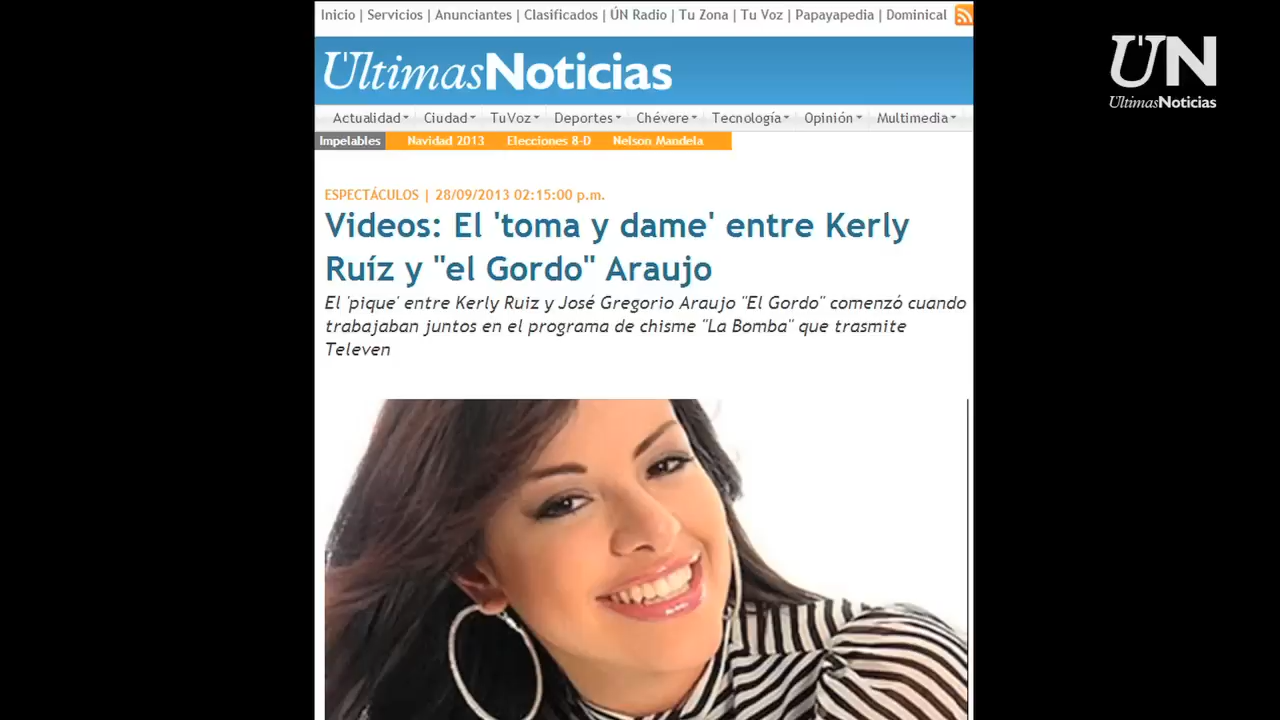 Inicio | Servicios | Anunciantes | Clasificados | ÚN Radio | Tu Zona | Tu Voz | Papayapedia | Dominical
ÚltimasNoticias
ÚN
ÚltimasNoticias
Actualidad Ciudad TuVoz Deportes Chévere Tecnología Opinión Multimedia
Impelables Navidad 2013 Elecciones 8-D Nelson Mandela
ESPECTÁCULOS | 28/09/2013 02:15:00 p.m.
Videos: El 'toma y dame' entre Kerly
Ruíz y "el Gordo" Araujo
El 'pique' entre Kerly Ruiz y José Gregorio Araujo "El Gordo" comenzó cuando
trabajaban juntos en el programa de chisme "La Bomba" que trasmite
Televen